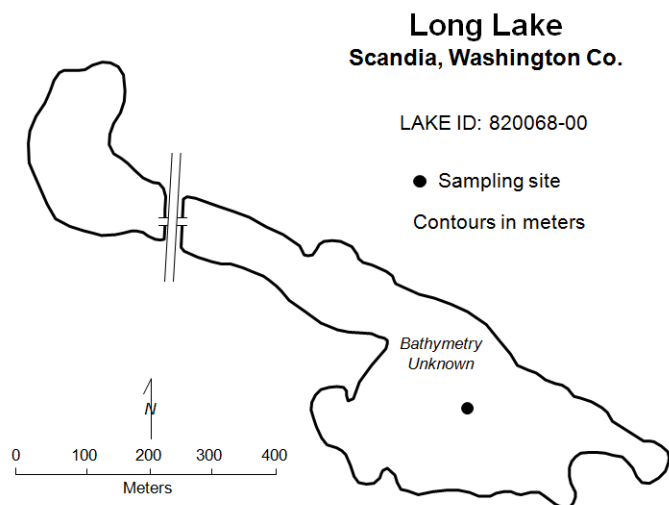 Long Lake
Scandia, Washington Co.
LAKE ID: 820068-00
Sampling site
Contours in meters
Bathymetry
Unknown
N
0 100 200 300 400
Meters